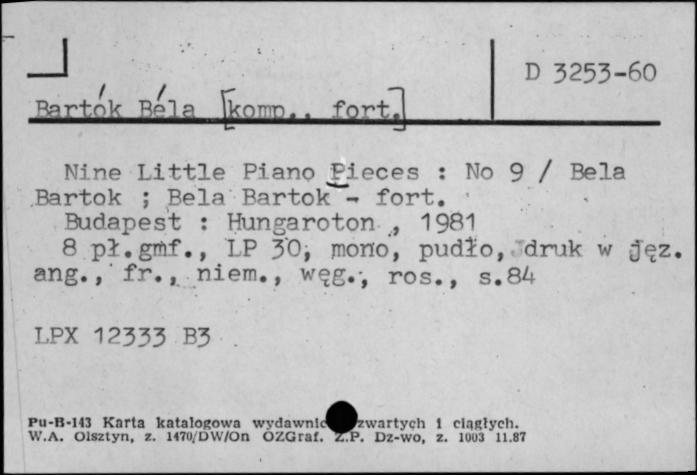 D 3253-60
Bartók Béla [komp., fort.]
Nine Little Piano Pieces : No 9 / Bela
Bartok ; Bela Bartok - fort.
Budapest : Hungaroton , 1981
8 pł.gmf., LP 30, mono, pudło, druk w jęz.
ang., fr., niem., węg., ros., s.84
LPX 12333 B3
Pu-B-143 Karta katalogowa wydawnic zwartych i ciągłych.
W.A. Olsztyn, z. 1470/DW/On OZGraf. Z.P. Dz-wo, z. 1003 11.87